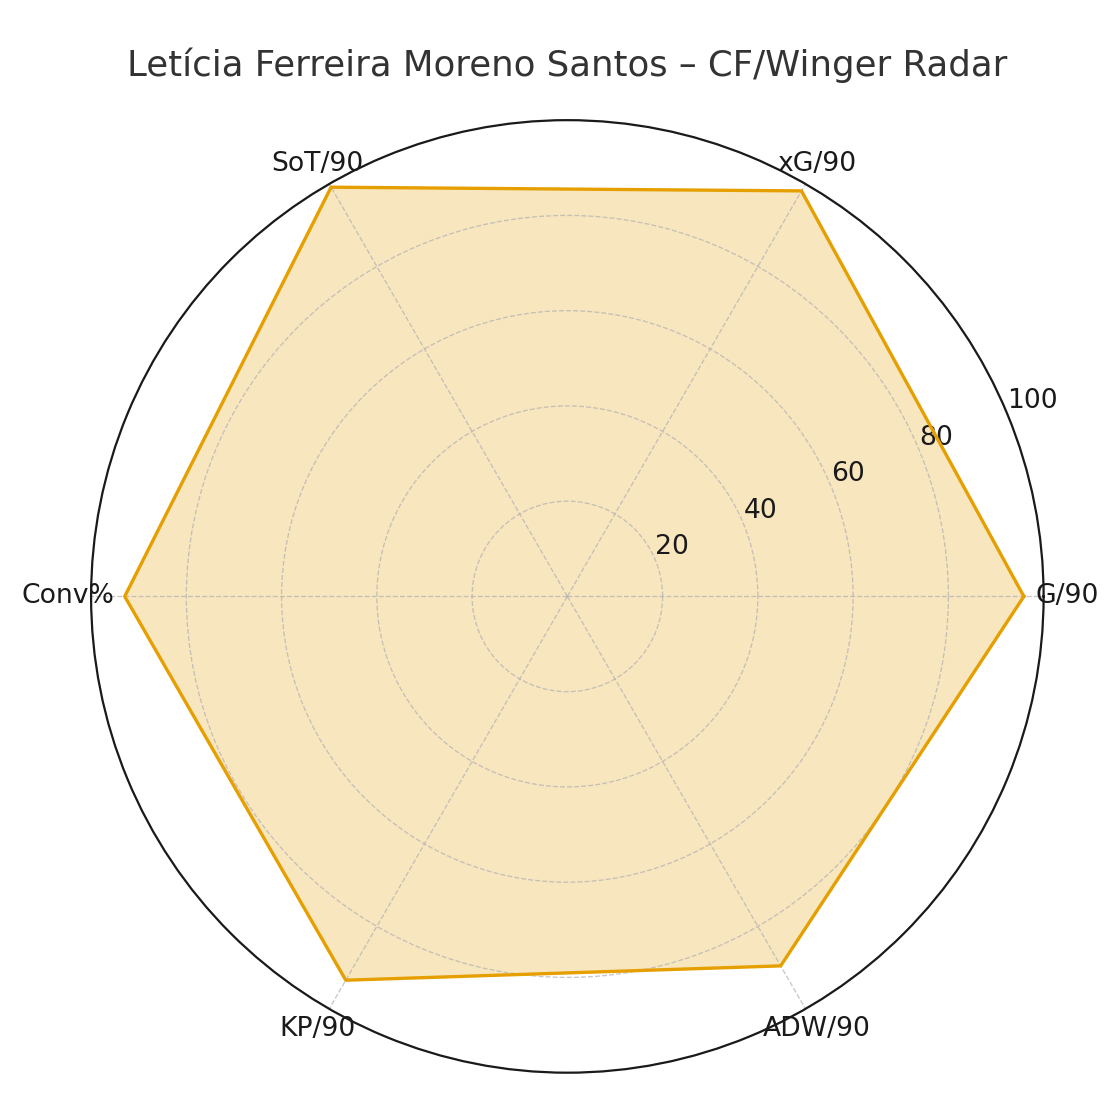 Letícia Ferreira Moreno Santos – CF/Winger Radar
SoT/90
xG/90
100
80
60
40
20
Conv%
G/90
KP/90
ADW/90